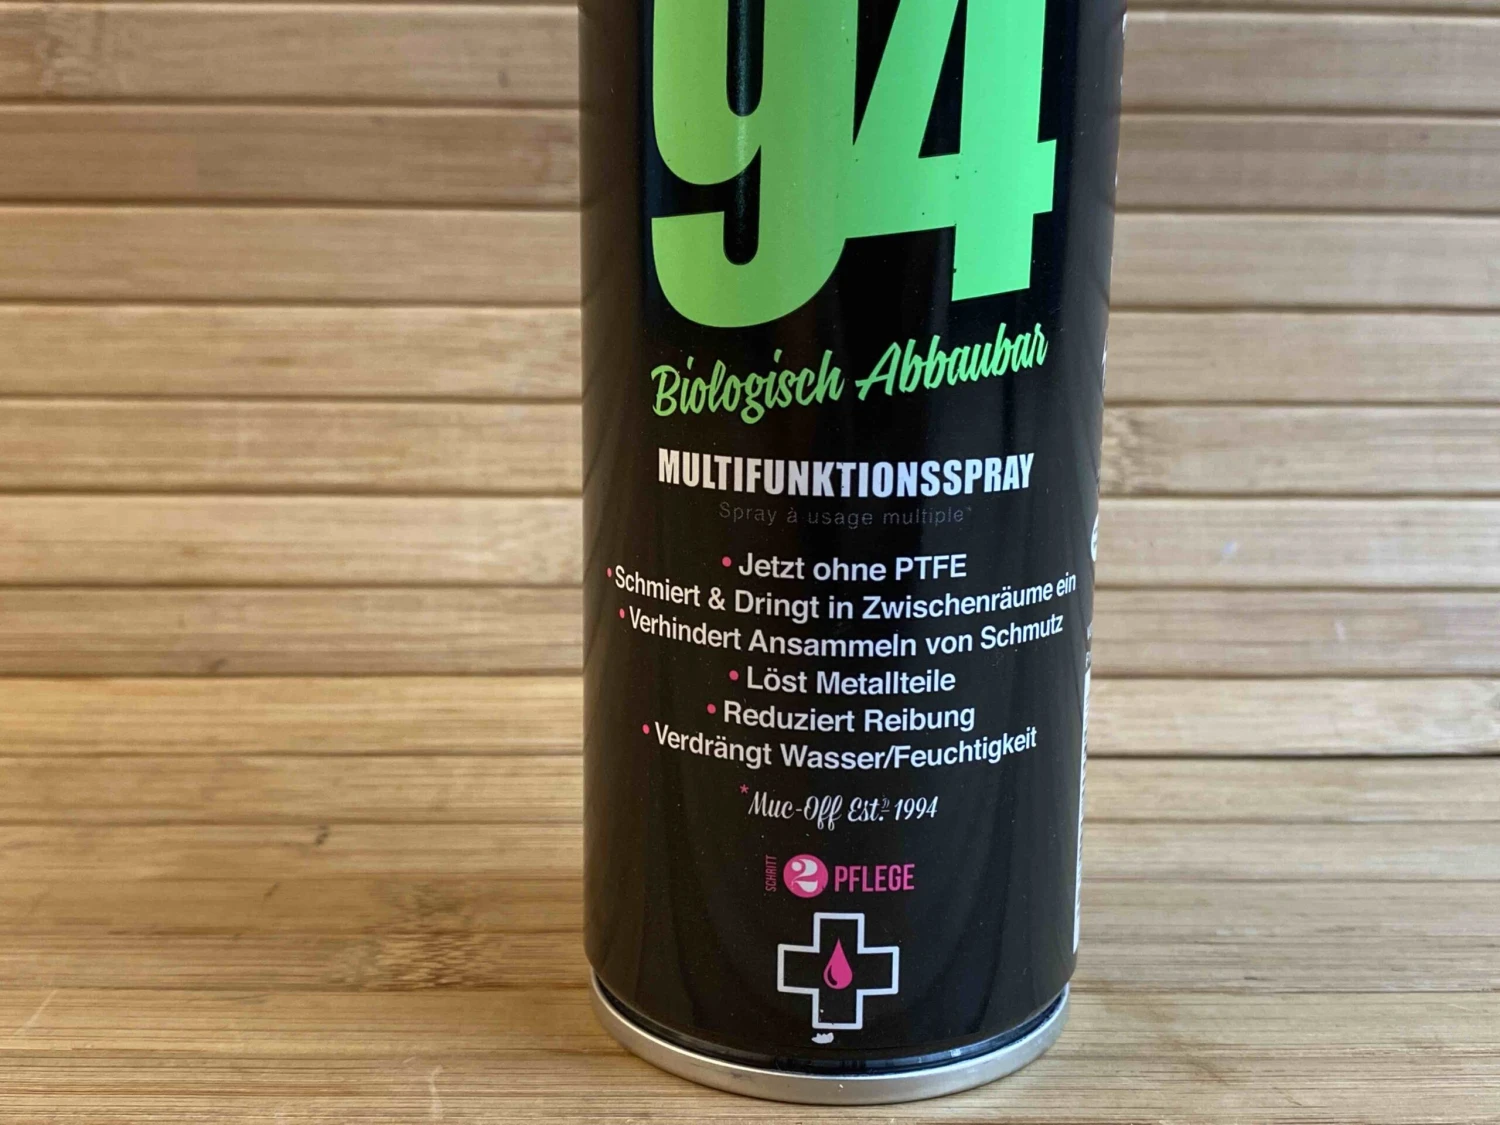 94
Biologisch Abbaubar
MULTIFUNKTIONSSPRAY
Spray à usage multiple*
• Jetzt ohne PTFE
• Schmiert & Dringt in Zwischenräume ein
• Verhindert Ansammeln von Schmutz
• Löst Metallteile
• Reduziert Reibung
• Verdrängt Wasser/Feuchtigkeit
*Muc-Off Est.D 1994
SCHRITT 2 PFLEGE